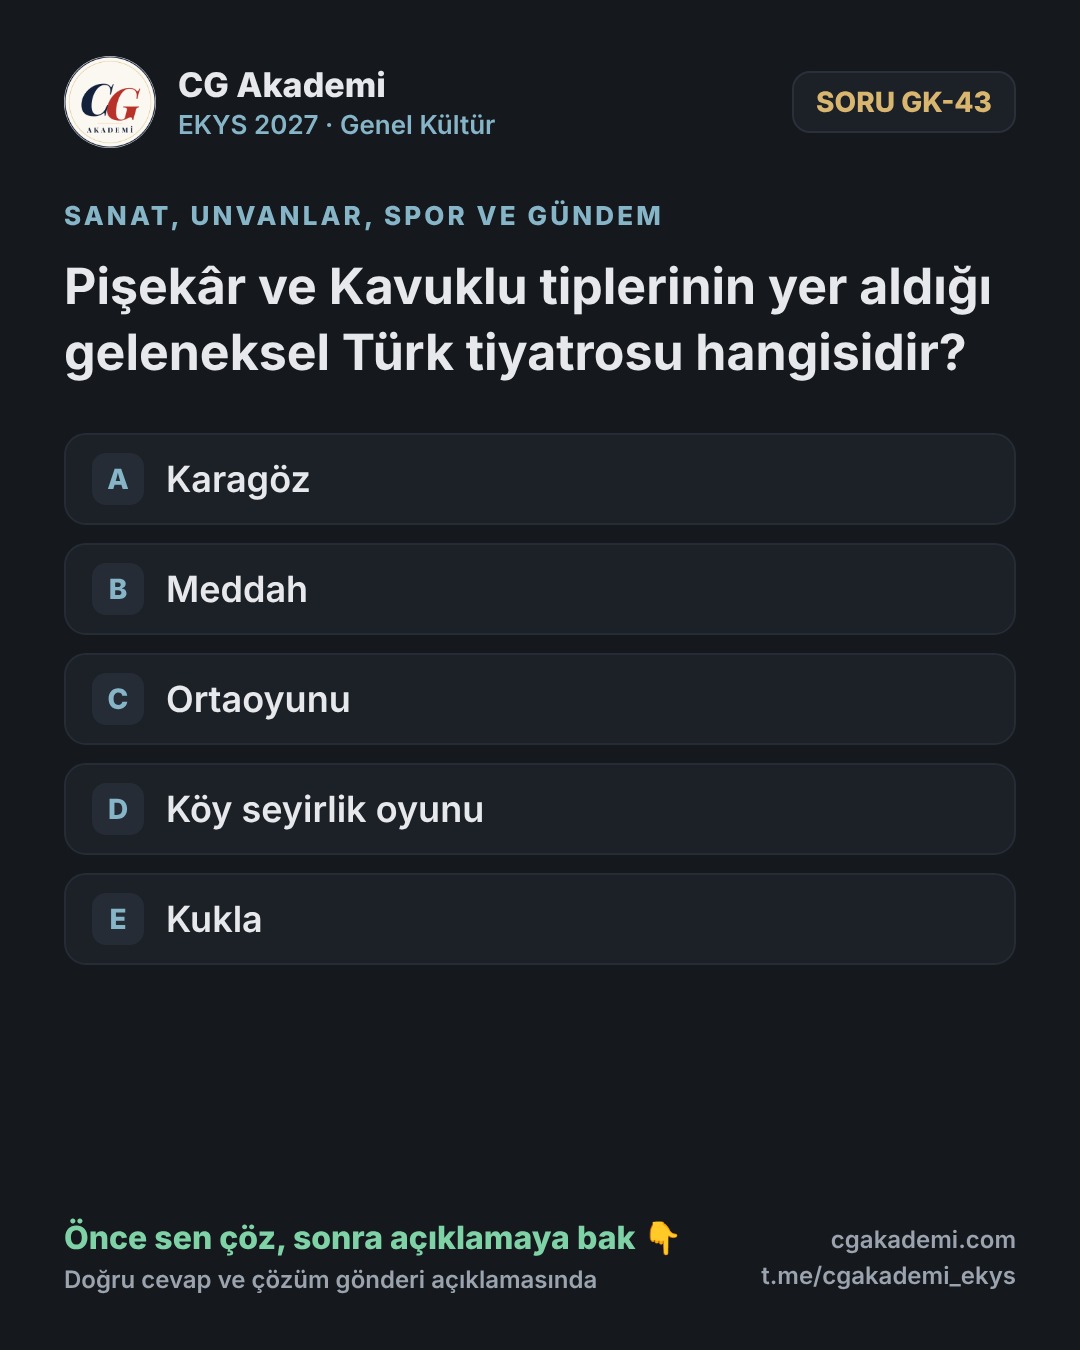 CG
AKADEMİ
CG Akademi
EKYS 2027 · Genel Kültür
SORU GK-43
SANAT, UNVANLAR, SPOR VE GÜNDEM
Pişekâr ve Kavuklu tiplerinin yer aldığı
geleneksel Türk tiyatrosu hangisidir?
A Karagöz
B Meddah
C Ortaoyunu
D Köy seyirlik oyunu
E Kukla
Önce sen çöz, sonra açıklamaya bak 👇
Doğru cevap ve çözüm gönderi açıklamasında
cgakademi.com
t.me/cgakademi_ekys